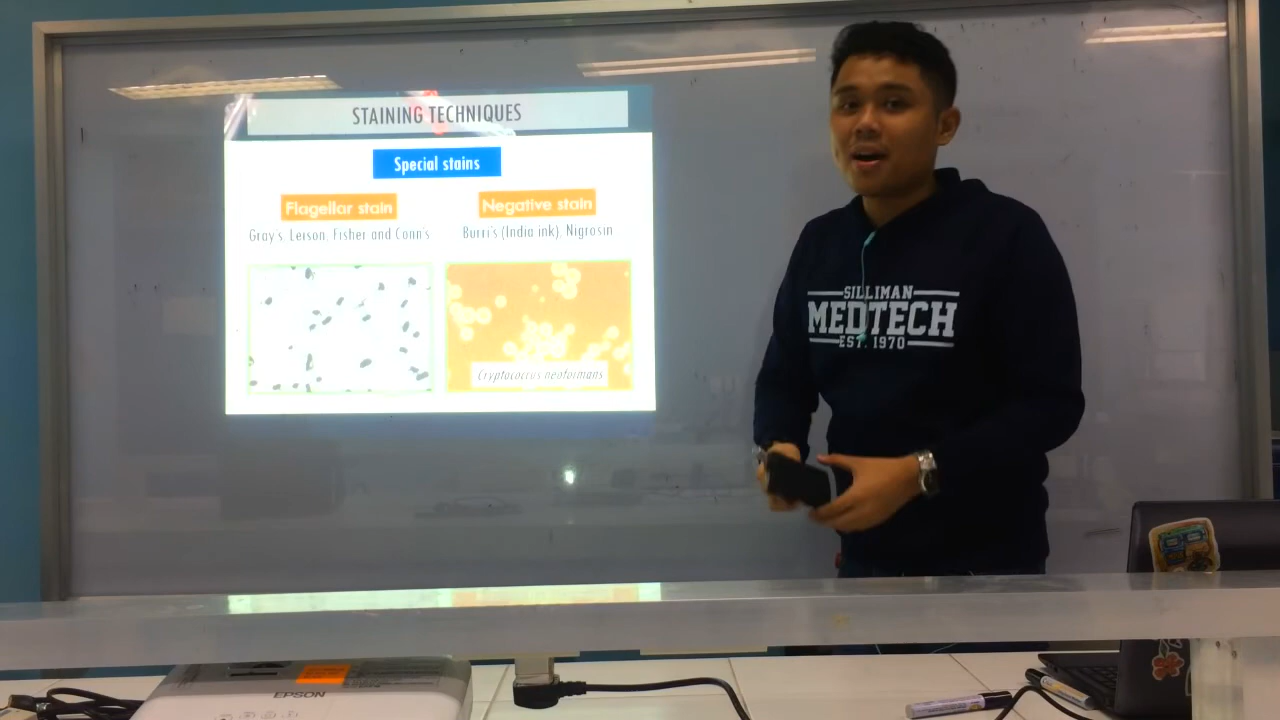 STAINING TECHNIQUES
Special stains
Flagellar stain
Gray's, Leison, Fisher and Conn's
Negative stain
Burri's (India ink), Nigrosin
Cryptococcus neoformans
SILLIMAN
MEDTECH
EST. 1970
EPSON